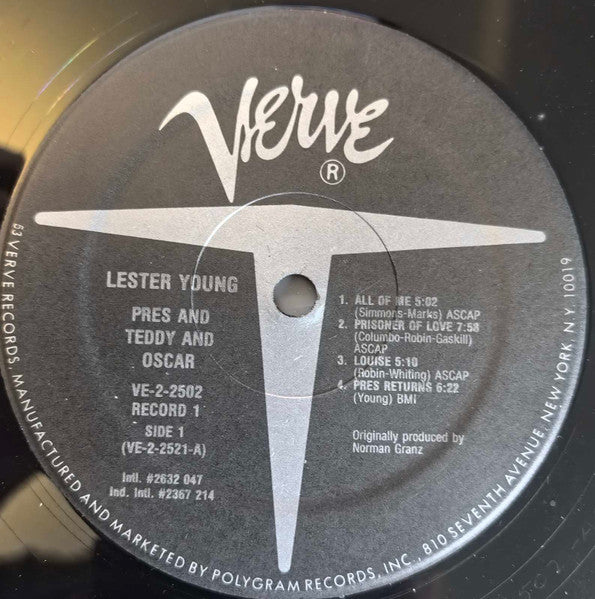 Verve
®
LESTER YOUNG
PRES AND
TEDDY AND
OSCAR
VE-2-2502
RECORD 1
SIDE 1
(VE-2-2521-A)
Intl. #2632 047
Ind. Intl. #2367 214
1. ALL OF ME 5:02
(Simmons-Marks) ASCAP
2. PRISONER OF LOVE 7:58
(Columbo-Robin-Gaskill)
ASCAP
3. LOUISE 5:10
(Robin-Whiting) ASCAP
4. PRES RETURNS 6:22
(Young) BMI
Originally produced by
Norman Granz
63 VERVE RECORDS, MANUFACTURED AND MARKETED BY POLYGRAM RECORDS, INC., 810 SEVENTH AVENUE, NEW YORK N.Y. 10019